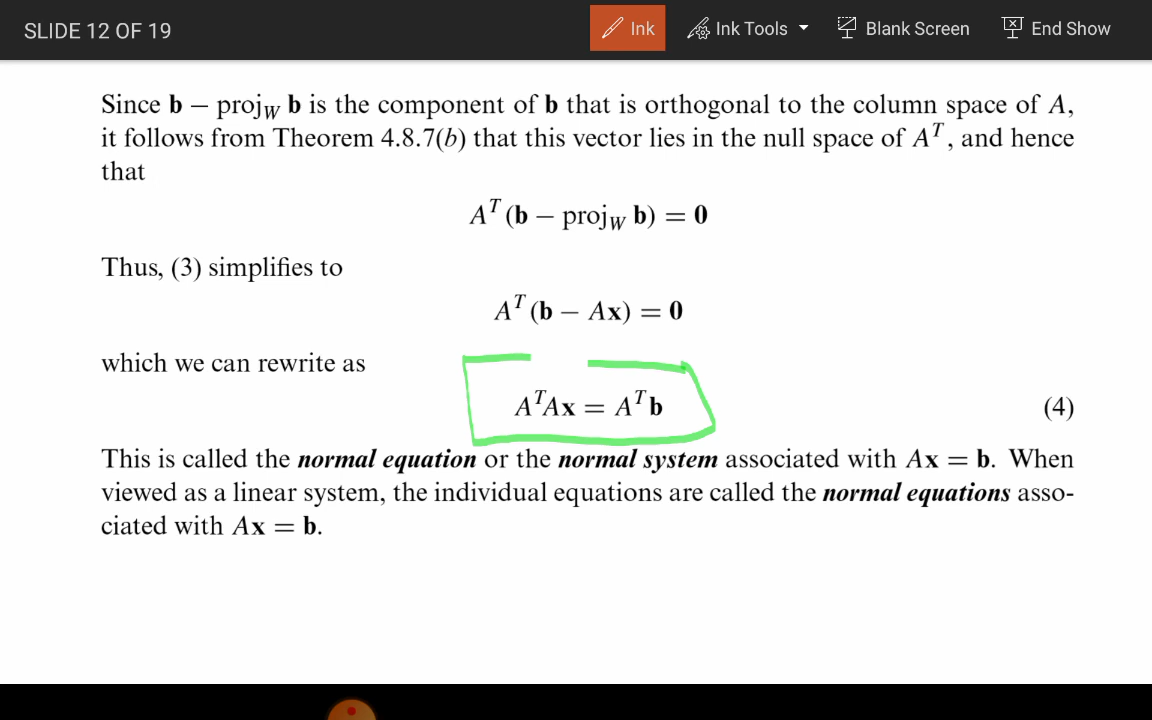 SLIDE 12 OF 19 Ink Ink Tools Blank Screen End Show
Since b − proj_W b is the component of b that is orthogonal to the column space of A,
it follows from Theorem 4.8.7(b) that this vector lies in the null space of A^T, and hence
that
A^T(b − proj_W b) = 0
Thus, (3) simplifies to
A^T(b − Ax) = 0
which we can rewrite as
A^TAx = A^Tb (4)
This is called the normal equation or the normal system associated with Ax = b. When
viewed as a linear system, the individual equations are called the normal equations asso-
ciated with Ax = b.